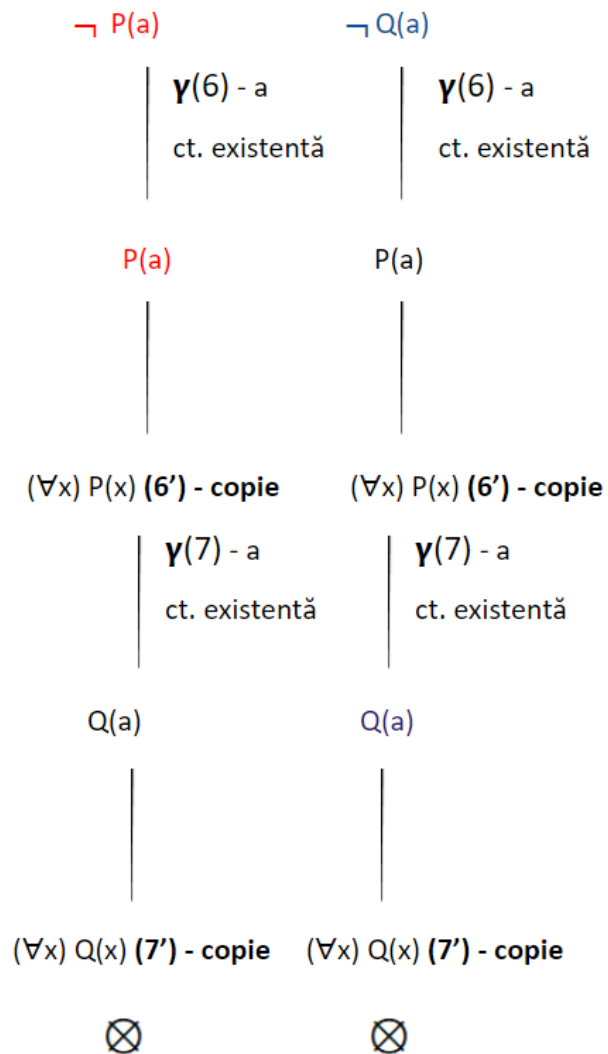 ¬ P(a) ¬ Q(a)
γ(6) - a γ(6) - a
ct. existentă ct. existentă
P(a) P(a)
(∀x) P(x) (6’) - copie (∀x) P(x) (6’) - copie
γ(7) - a γ(7) - a
ct. existentă ct. existentă
Q(a) Q(a)
(∀x) Q(x) (7’) - copie (∀x) Q(x) (7’) - copie
⊗ ⊗